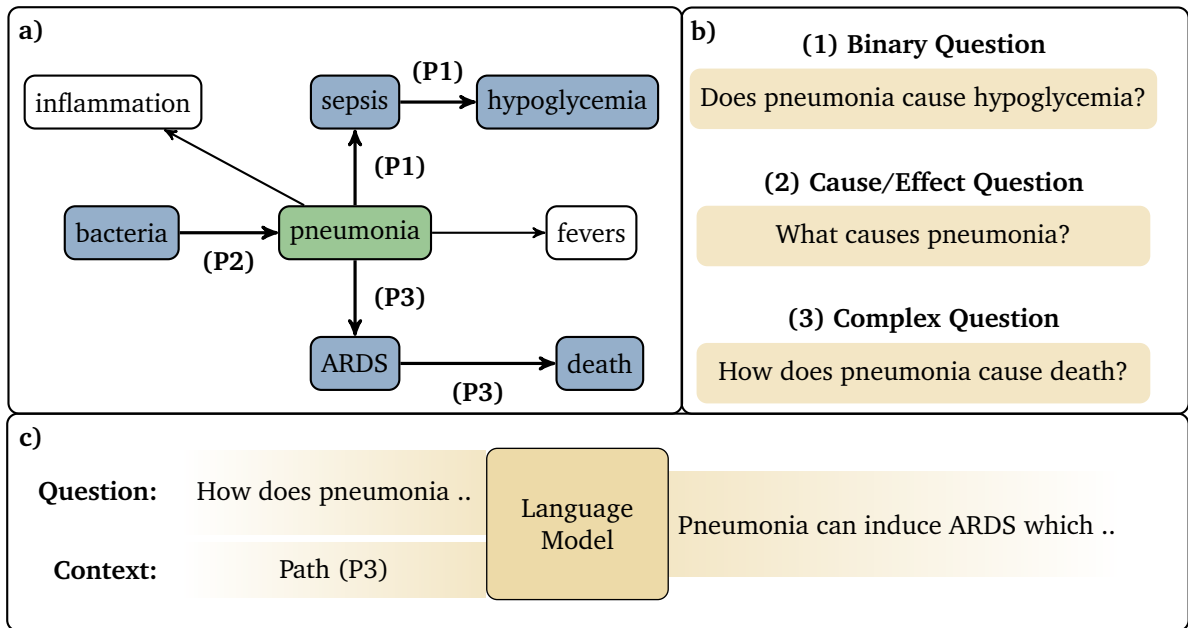 a)
inflammation
sepsis
(P1)
hypoglycemia
(P1)
bacteria
(P2)
pneumonia
fevers
(P3)
ARDS
(P3)
death
b)
(1) Binary Question
Does pneumonia cause hypoglycemia?
(2) Cause/Effect Question
What causes pneumonia?
(3) Complex Question
How does pneumonia cause death?
c)
Question:
How does pneumonia ..
Context:
Path (P3)
Language
Model
Pneumonia can induce ARDS which ..